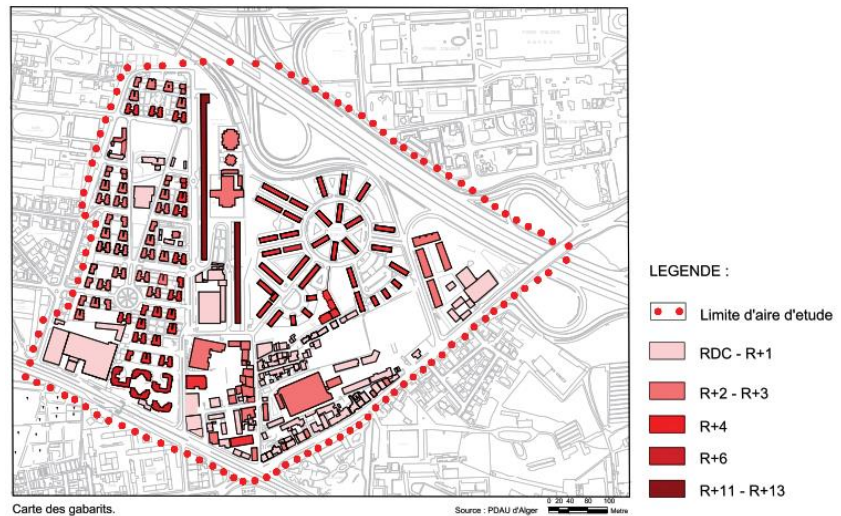 LEGENDE :
Limite d'aire d'etude
RDC - R+1
R+2 - R+3
R+4
R+6
R+11 - R+13
Carte des gabarits.
Source : PDAU d'Alger
0 20 40 60 100
Metre